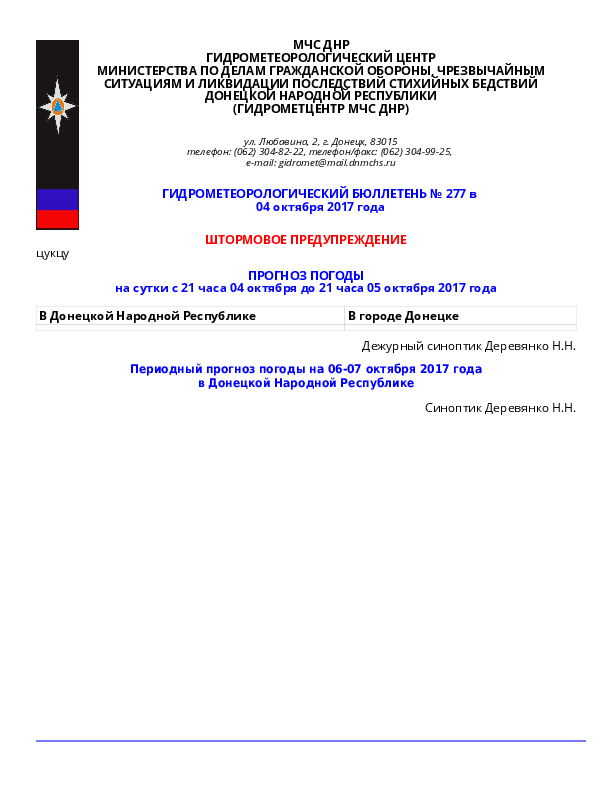 МЧС ДНР
ГИДРОМЕТЕОРОЛОГИЧЕСКИЙ ЦЕНТР
МИНИСТЕРСТВА ПО ДЕЛАМ ГРАЖДАНСКОЙ ОБОРОНЫ, ЧРЕЗВЫЧАЙНЫМ
СИТУАЦИЯМ И ЛИКВИДАЦИИ ПОСЛЕДСТВИЙ СТИХИЙНЫХ БЕДСТВИЙ
ДОНЕЦКОЙ НАРОДНОЙ РЕСПУБЛИКИ
(ГИДРОМЕТЦЕНТР МЧС ДНР)
ул. Любавина, 2, г. Донецк, 83015
телефон: (062) 304-82-22, телефон/факс: (062) 304-99-25,
e-mail: gidromet@mail.dnmchs.ru
ГИДРОМЕТЕОРОЛОГИЧЕСКИЙ БЮЛЛЕТЕНЬ № 277 в
04 октября 2017 года
ШТОРМОВОЕ ПРЕДУПРЕЖДЕНИЕ
цукцу
ПРОГНОЗ ПОГОДЫ
на сутки с 21 часа 04 октября до 21 часа 05 октября 2017 года
В Донецкой Народной Республике
В городе Донецке
Дежурный синоптик Деревянко Н.Н.
Периодный прогноз погоды на 06-07 октября 2017 года
в Донецкой Народной Республике
Синоптик Деревянко Н.Н.